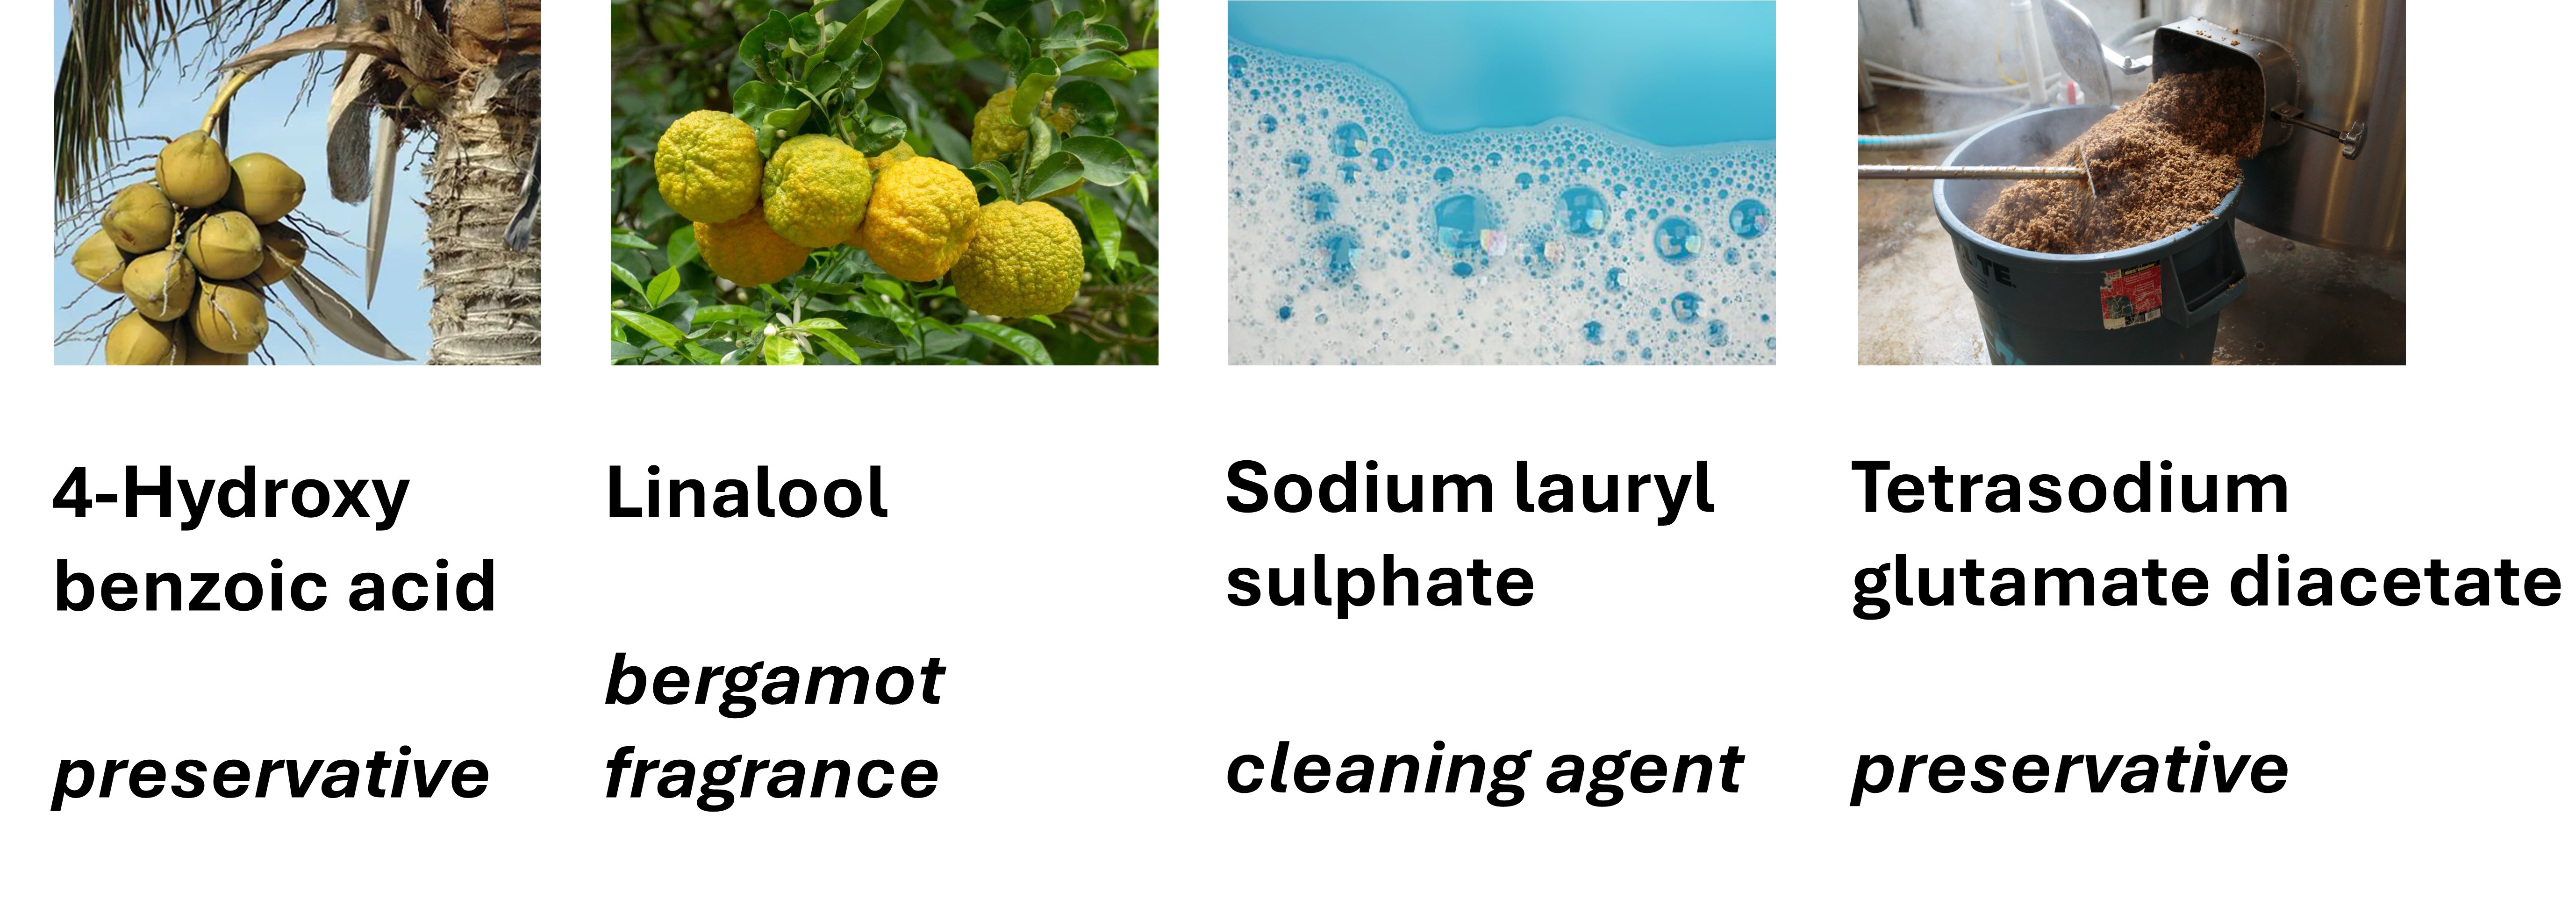 4-Hydroxy
benzoic acid
preservative
Linalool
bergamot
fragrance
Sodium lauryl
sulphate
cleaning agent
Tetrasodium
glutamate diacetate
preservative